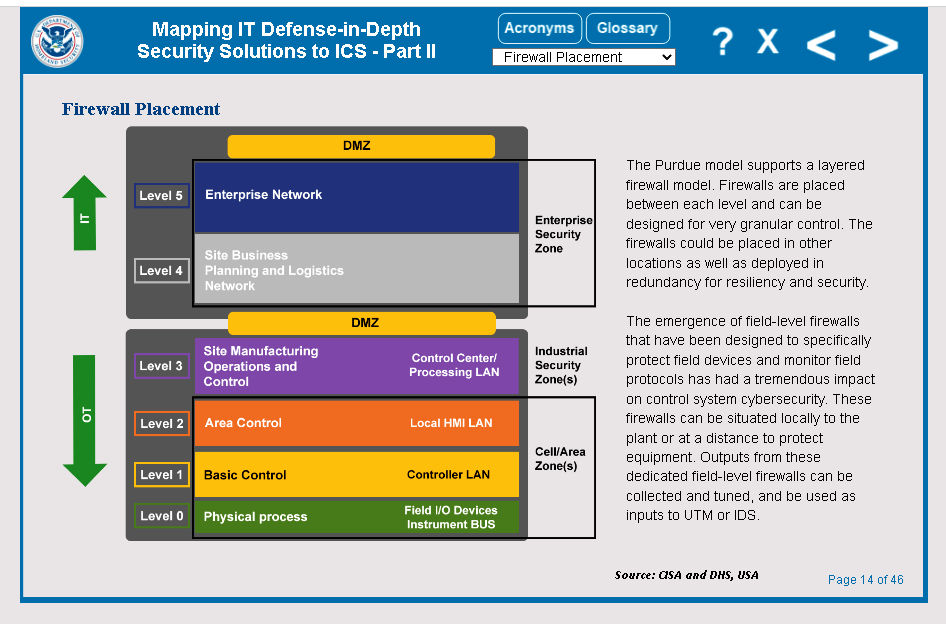 Mapping IT Defense-in-Depth
Security Solutions to ICS - Part II
Acronyms
Glossary
Firewall Placement
?
X
<
>
Firewall Placement
DMZ
Level 5
Enterprise Network
IT
Enterprise
Security
Zone
Level 4
Site Business
Planning and Logistics
Network
DMZ
Level 3
Site Manufacturing
Operations and
Control
Control Center/
Processing LAN
Industrial
Security
Zone(s)
OT
Level 2
Area Control
Local HMI LAN
Level 1
Basic Control
Controller LAN
Cell/Area
Zone(s)
Level 0
Physical process
Field I/O Devices
Instrument BUS
The Purdue model supports a layered
firewall model. Firewalls are placed
between each level and can be
designed for very granular control. The
firewalls could be placed in other
locations as well as deployed in
redundancy for resiliency and security.
The emergence of field-level firewalls
that have been designed to specifically
protect field devices and monitor field
protocols has had a tremendous impact
on control system cybersecurity. These
firewalls can be situated locally to the
plant or at a distance to protect
equipment. Outputs from these
dedicated field-level firewalls can be
collected and tuned, and be used as
inputs to UTM or IDS.
Source: CISA and DHS, USA
Page 14 of 46